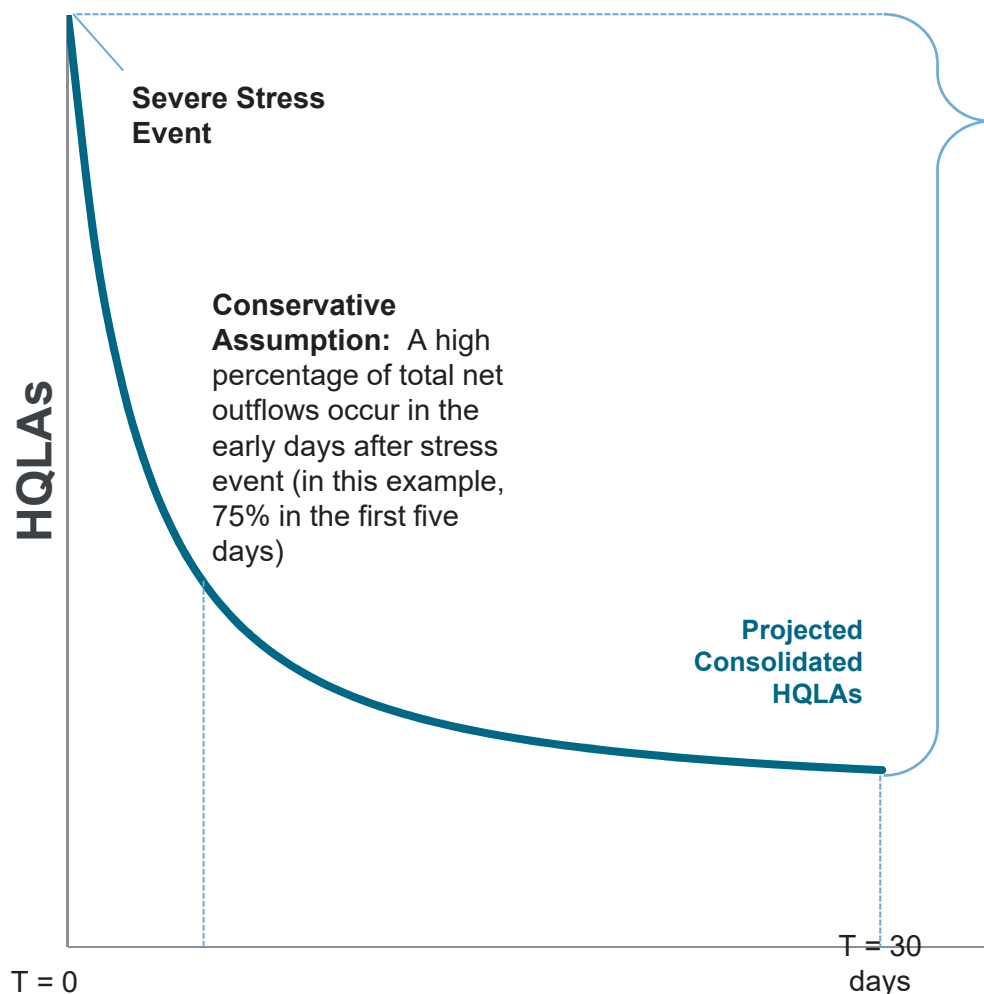 Severe Stress
Event
Conservative
Assumption:  A high
percentage of total net
outflows occur in the
early days after stress
event (in this example,
75% in the first five
days)
HQLAs
Projected
Consolidated
HQLAs
T = 0
T = 30
days